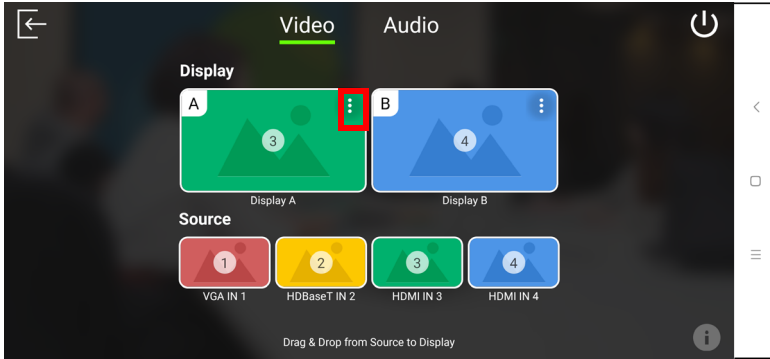 Video Audio
Display
A
3
B
4
Display A Display B
Source
1 2 3 4
VGA IN 1 HDBaseT IN 2 HDMI IN 3 HDMI IN 4
Drag & Drop from Source to Display
i